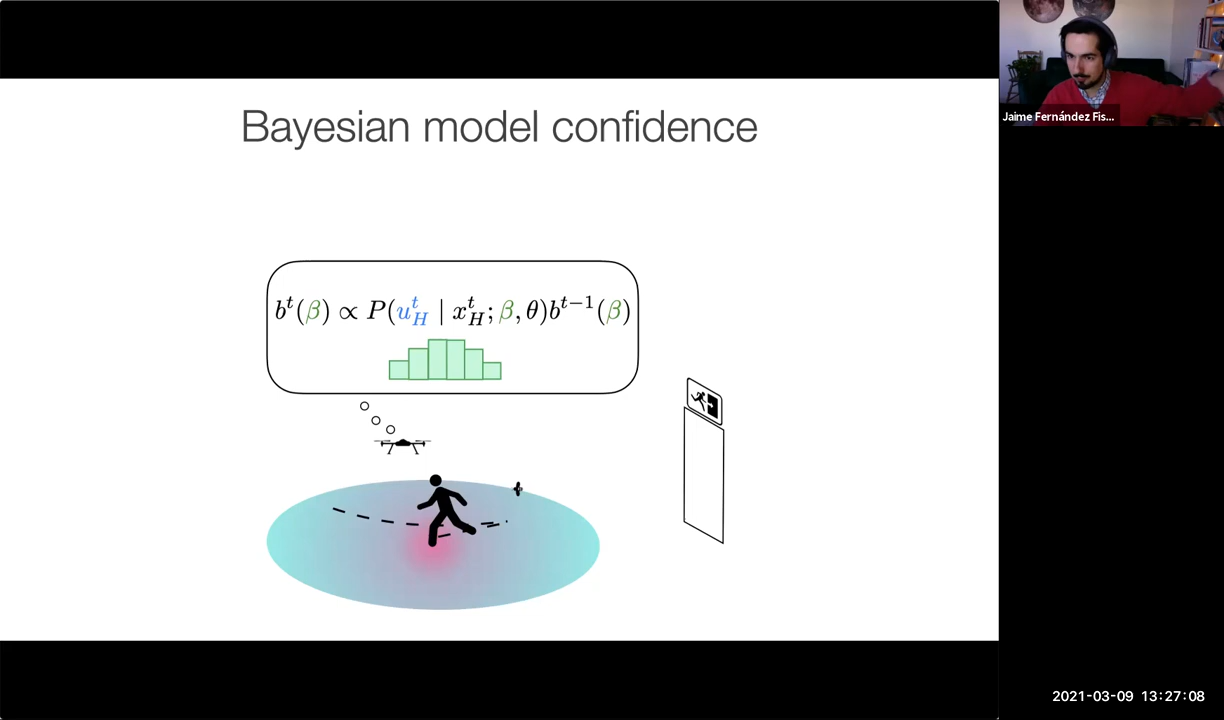 Bayesian model confidence
b^t(β) ∝ P(u_H^t | x_H^t; β, θ)b^{t−1}(β)
Jaime Fernández Fis...
2021-03-09 13:27:08